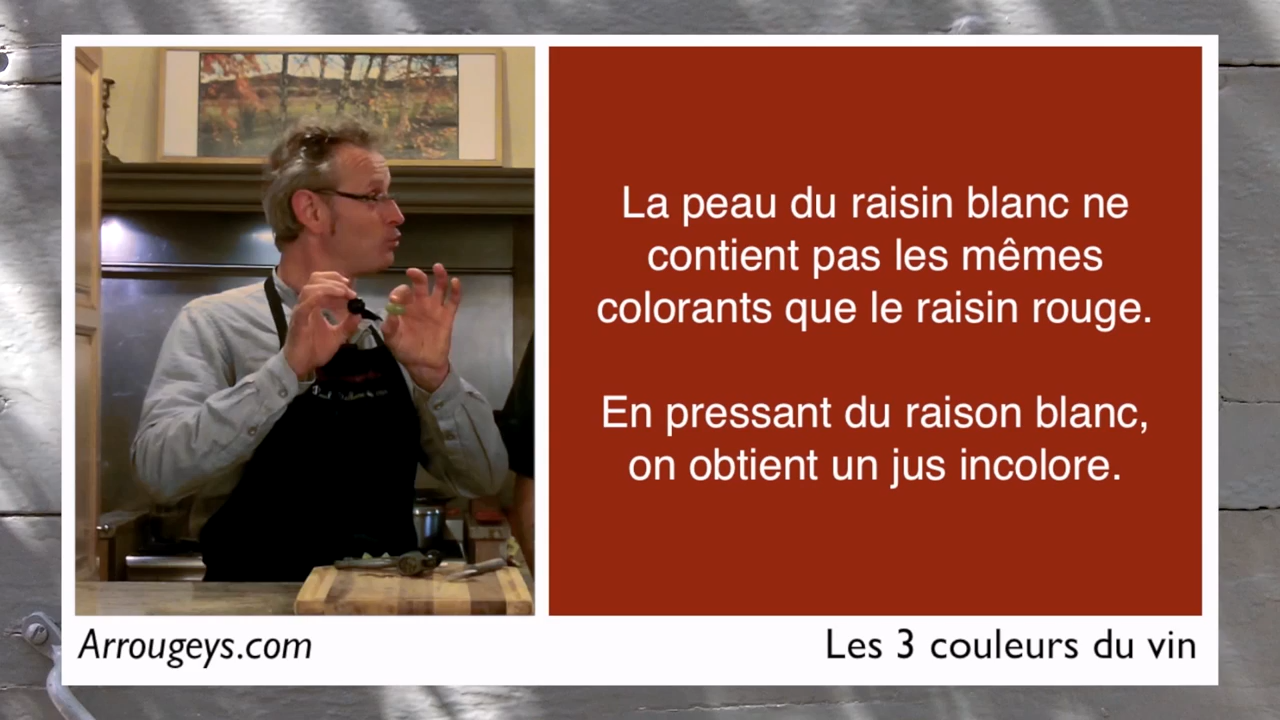 La peau du raisin blanc ne
contient pas les mêmes
colorants que le raisin rouge.
En pressant du raison blanc,
on obtient un jus incolore.
Arrougeys.com
Les 3 couleurs du vin